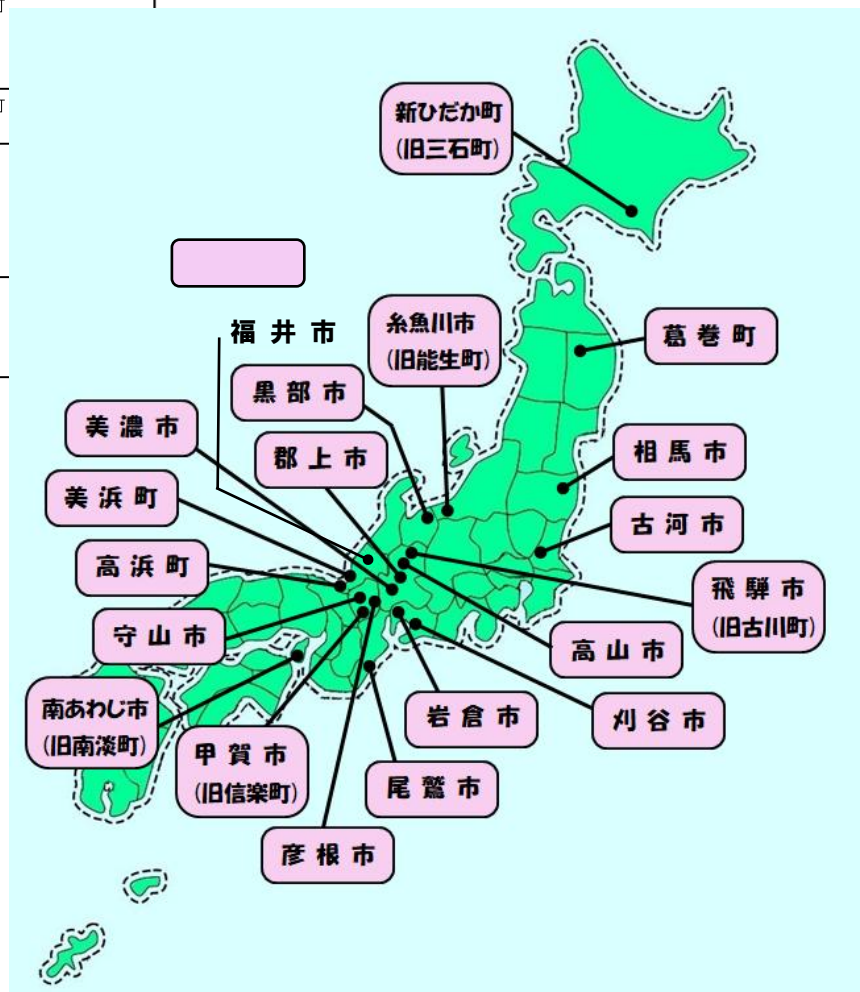 町
町
新ひだか町
(旧三石町)
糸魚川市
(旧能生町)
福井市
葛巻町
黒部市
美濃市
郡上市
相馬市
美浜町
古河市
高浜町
飛騨市
(旧古川町)
守山市
高山市
南あわじ市
(旧南淡町)
岩倉市
刈谷市
甲賀市
(旧信楽町)
尾鷲市
彦根市